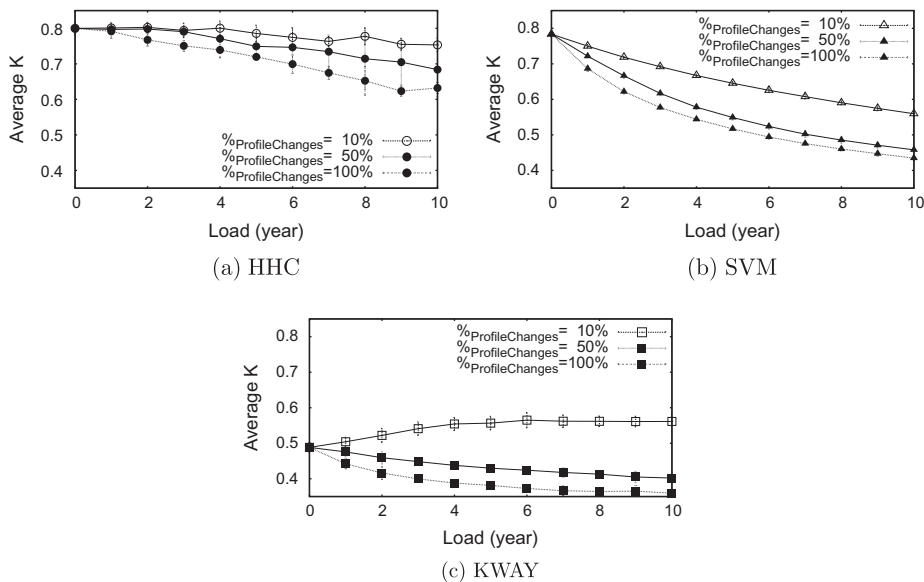 0.8
0.7
0.6
0.5
0.4
Average K
%ProfileChanges= 10%
%ProfileChanges= 50%
%ProfileChanges=100%
0 2 4 6 8 10
Load (year)
(a) HHC
0.8
0.7
0.6
0.5
0.4
Average K
%ProfileChanges= 10%
%ProfileChanges= 50%
%ProfileChanges=100%
0 2 4 6 8 10
Load (year)
(b) SVM
0.8
0.7
0.6
0.5
0.4
Average K
%ProfileChanges= 10%
%ProfileChanges= 50%
%ProfileChanges=100%
0 2 4 6 8 10
Load (year)
(c) KWAY